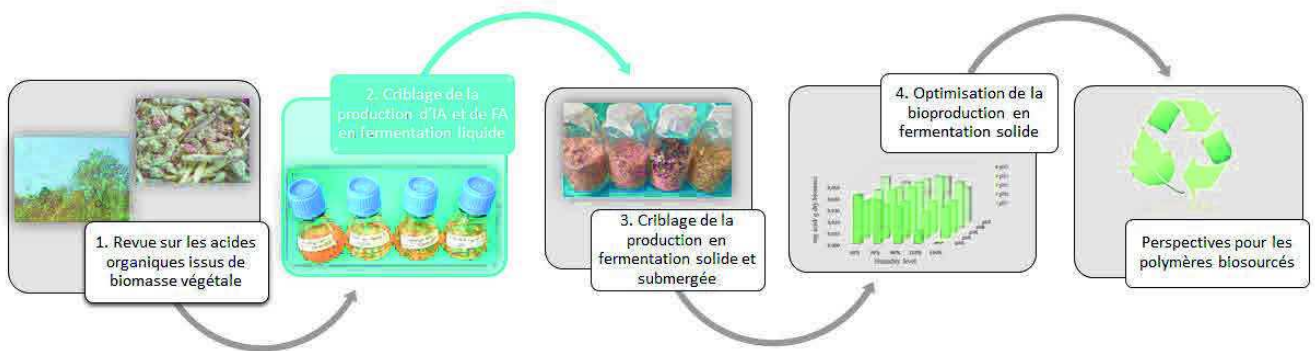 1. Revue sur les acides
organiques issus de
biomasse végétale
2. Criblage de la
production d'IA et de FA
en fermentation liquide
3. Criblage de la
production en
fermentation solide et
submergée
4. Optimisation de la
bioproduction en
fermentation solide
Humidity level
Perspectives pour les
polymères biosourcés